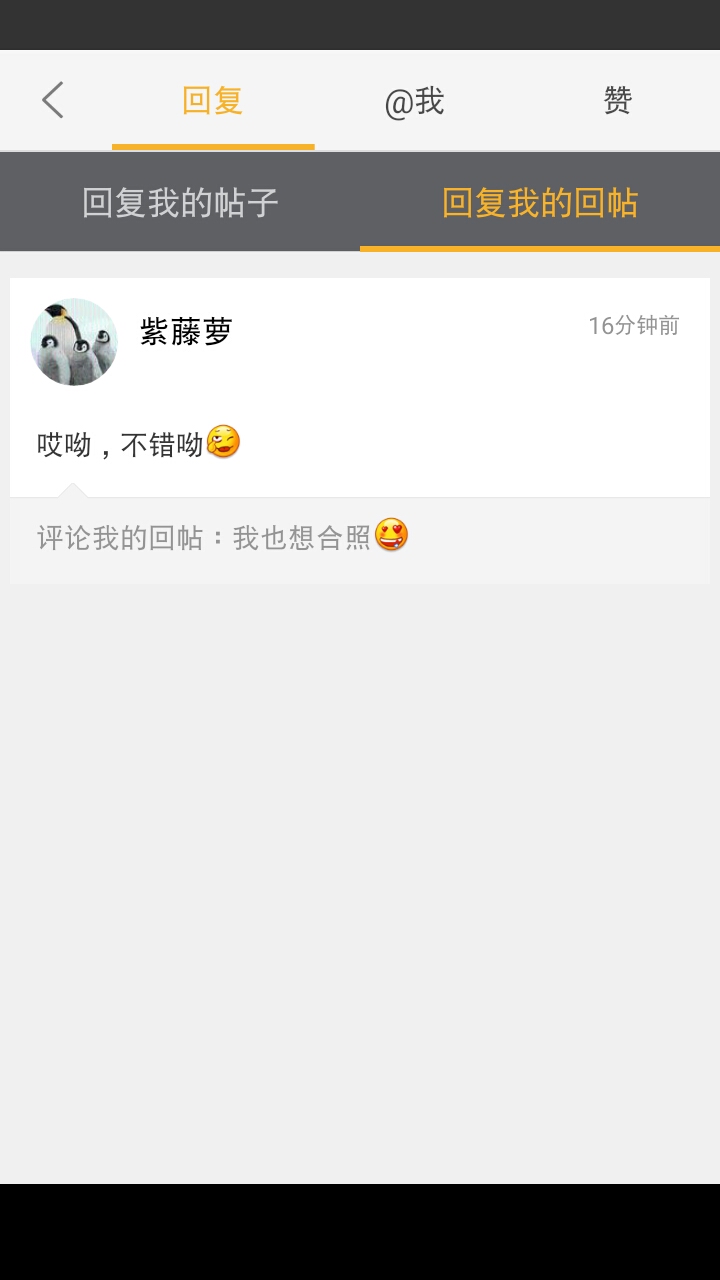 回复 @我 赞
回复我的帖子 回复我的回帖
紫藤萝 16分钟前
哎呦，不错呦
评论我的回帖：我也想合照